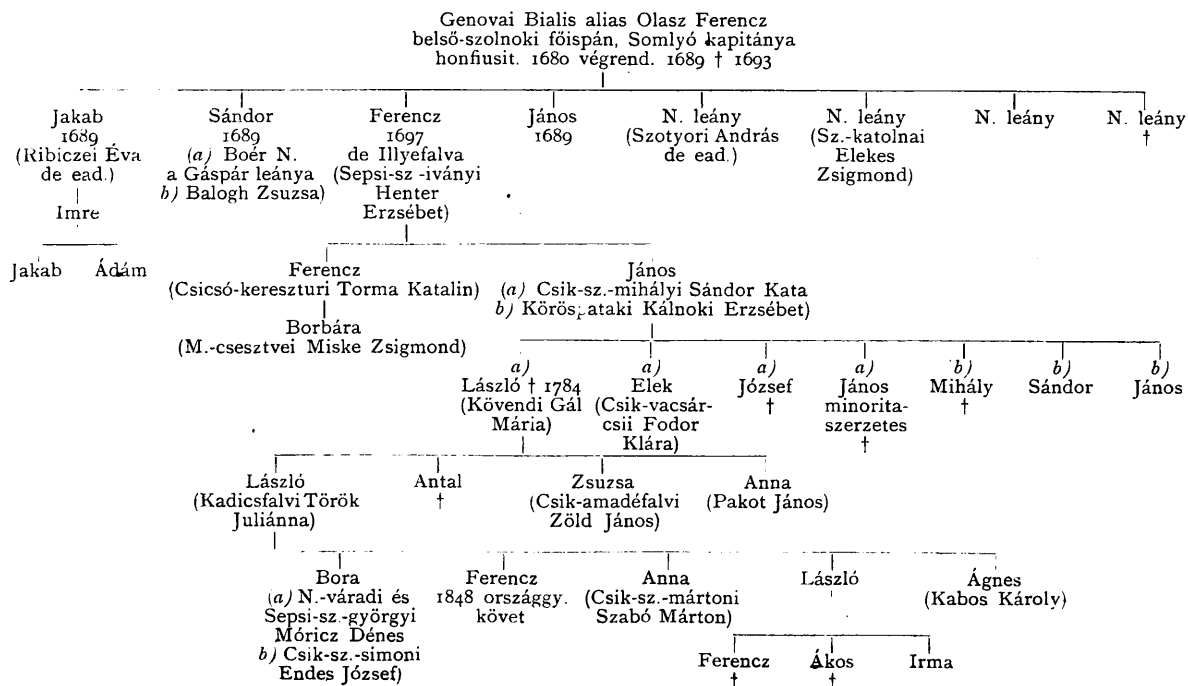 Genovai Bialis alias Olasz Ferencz
belső-szolnoki főispán, Somlyó kapitánya
honfiusit. 1680 végrend. 1689 † 1693
Jakab
1689
(Ribiczei Éva
de ead.)
Imre
Jakab Ádám
Sándor
1689
(a) Boér N.
a Gáspár leánya
b) Balogh Zsuzsa)
Ferencz
1697
de Illyefalva
(Sepsi-sz-iványi
Henter
Erzsébet)
János
1689
N. leány
(Szotyori András
de ead.)
N. leány
(Sz.-katolnai
Elekes
Zsigmond)
N. leány
N. leány
†
Ferencz
(Csicsó-kereszturi Torma Katalin)
Borbára
(M.-csesztvei Miske Zsigmond)
János
(a) Csik-sz.-mihályi Sándor Kata
b) Köröspataki Kálnoki Erzsébet)
a)
László † 1784
(Kövendi Gál
Mária)
a)
Elek
(Csik-vacsár-
csii Fodor
Klára)
a)
József
†
a)
János
minorita-
szerzetes
†
b)
Mihály
†
b)
Sándor
b)
János
László
(Kadicsfalvi Török
Juliánna)
Antal
†
Zsuzsa
(Csik-amadéfalvi
Zöld János)
Anna
(Pakot János)
Bora
(a) N.-váradi és
Sepsi-sz.-györgyi
Móricz Dénes
b) Csik-sz.-simoni
Endes József)
Ferencz
1848 országgy.
követ
Anna
(Csik-sz.-mártoni
Szabó Márton)
László
Ágnes
(Kabos Károly)
Ferencz
†
Ákos
†
Irma